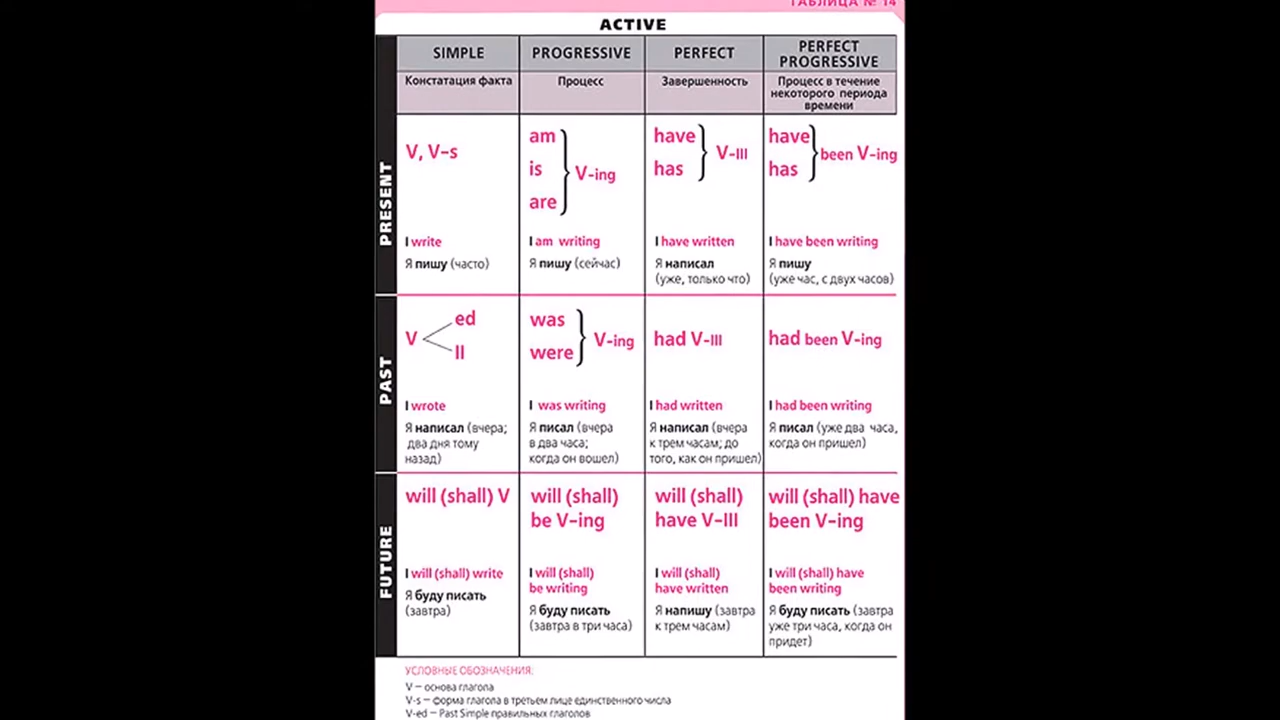 ТАБЛИЦА № 14
ACTIVE
SIMPLE
PROGRESSIVE
PERFECT
PERFECT
PROGRESSIVE
Констатация факта
Процесс
Завершенность
Процесс в течение
некоторого периода
времени
PRESENT
V, V-s
am
is
are
V-ing
have
has
V-III
have
has
been V-ing
I write
Я пишу (часто)
I am writing
Я пишу (сейчас)
I have written
Я написал
(уже, только что)
I have been writing
Я пишу
(уже час, с двух часов)
PAST
V
ed
II
was
were
V-ing
had V-III
had been V-ing
I wrote
Я написал (вчера;
два дня тому
назад)
I was writing
Я писал (вчера
в два часа;
когда он вошел)
I had written
Я написал (вчера
к трем часам; до
того, как он пришел)
I had been writing
Я писал (уже два часа,
когда он пришел)
FUTURE
will (shall) V
will (shall)
be V-ing
will (shall)
have V-III
will (shall) have
been V-ing
I will (shall) write
Я буду писать
(завтра)
I will (shall)
be writing
Я буду писать
(завтра в три часа)
I will (shall)
have written
Я напишу (завтра
к трем часам)
I will (shall) have
been writing
Я буду писать (завтра
уже три часа, когда он
придет)
УСЛОВНЫЕ ОБОЗНАЧЕНИЯ:
V — основа глагола
V-s — форма глагола в третьем лице единственного числа
V-ed — Past Simple правильных глаголов